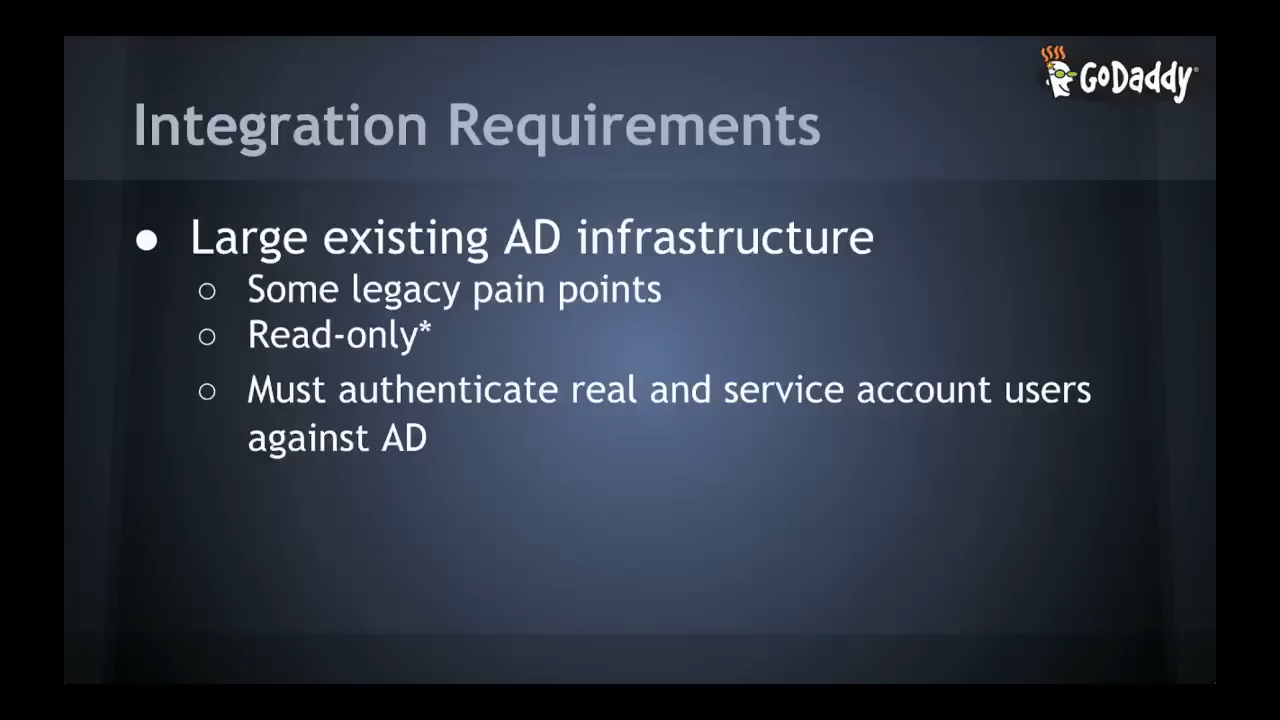 GoDaddy
Integration Requirements
● Large existing AD infrastructure
○ Some legacy pain points
○ Read-only*
○ Must authenticate real and service account users
against AD